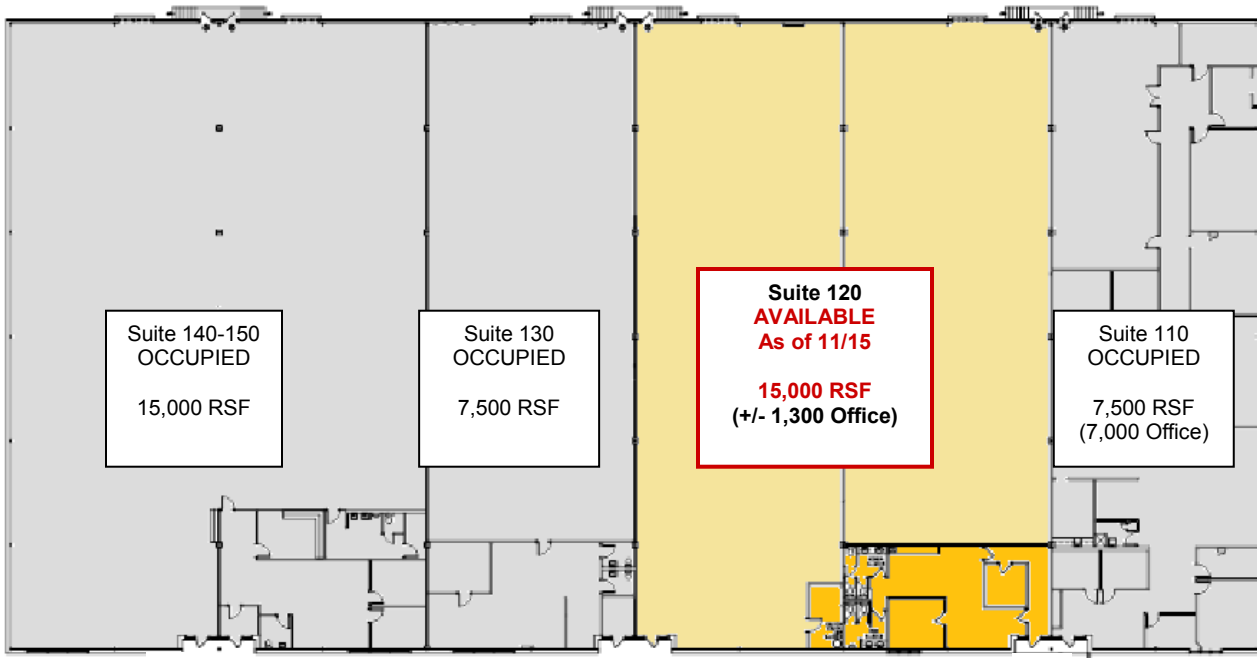 Suite 140-150
OCCUPIED
15,000 RSF
Suite 130
OCCUPIED
7,500 RSF
Suite 120
AVAILABLE
As of 11/15
15,000 RSF
(+/- 1,300 Office)
Suite 110
OCCUPIED
7,500 RSF
(7,000 Office)